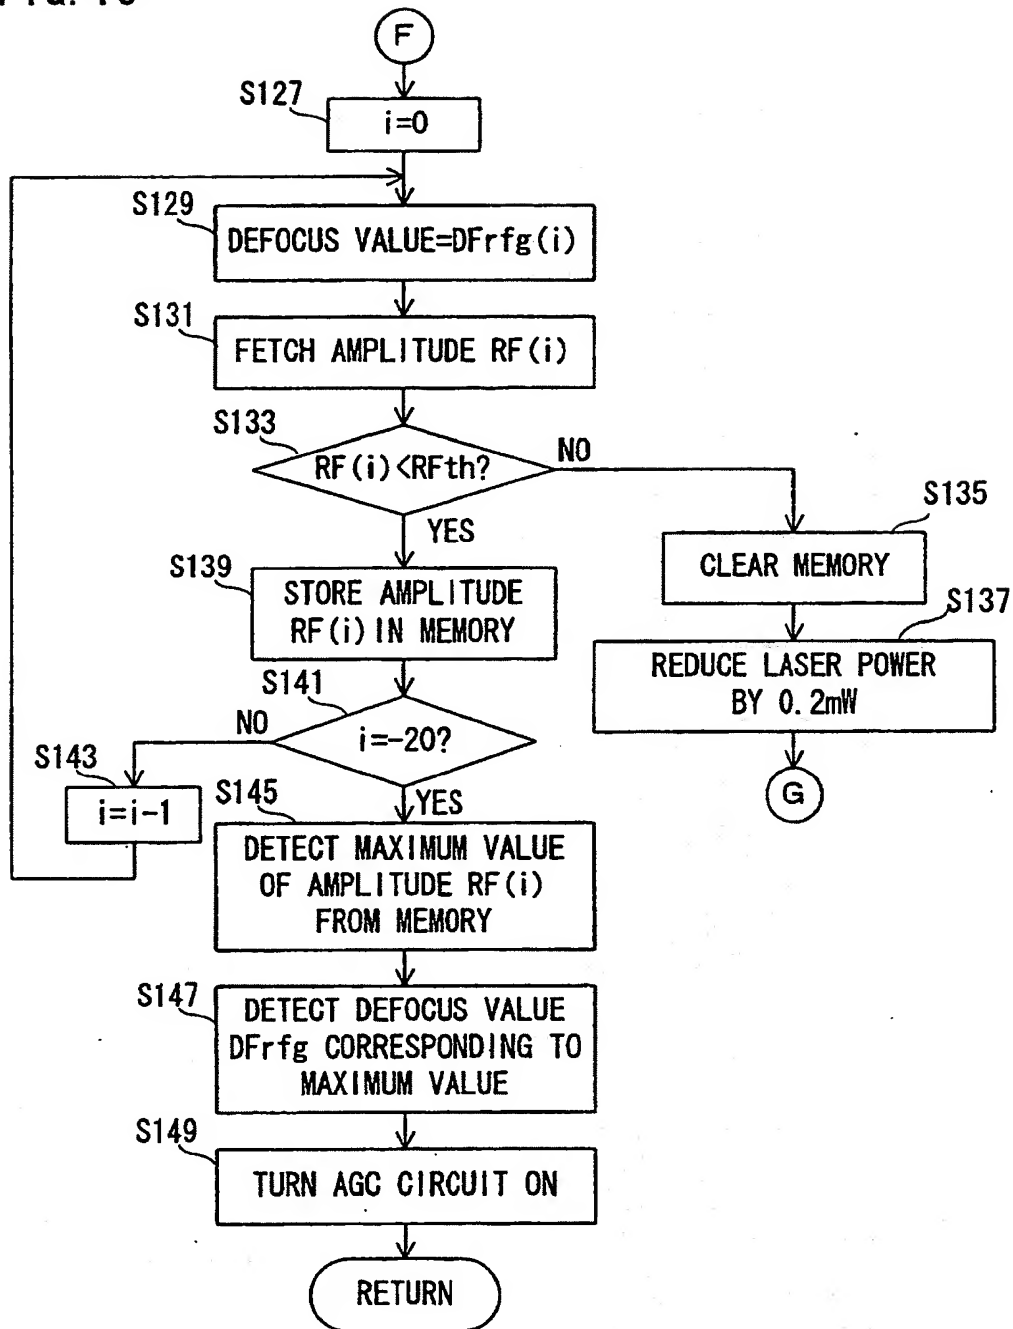 F
S127
i=0
S129
DEFOCUS VALUE=DFrfg(i)
S131
FETCH AMPLITUDE RF(i)
S133
RF(i)<RFth?
NO
YES
S135
CLEAR MEMORY
S137
REDUCE LASER POWER
BY 0.2mW
G
S139
STORE AMPLITUDE
RF(i) IN MEMORY
S141
NO
i=-20?
YES
S143
i=i-1
S145
DETECT MAXIMUM VALUE
OF AMPLITUDE RF(i)
FROM MEMORY
S147
DETECT DEFOCUS VALUE
DFrfg CORRESPONDING TO
MAXIMUM VALUE
S149
TURN AGC CIRCUIT ON
RETURN